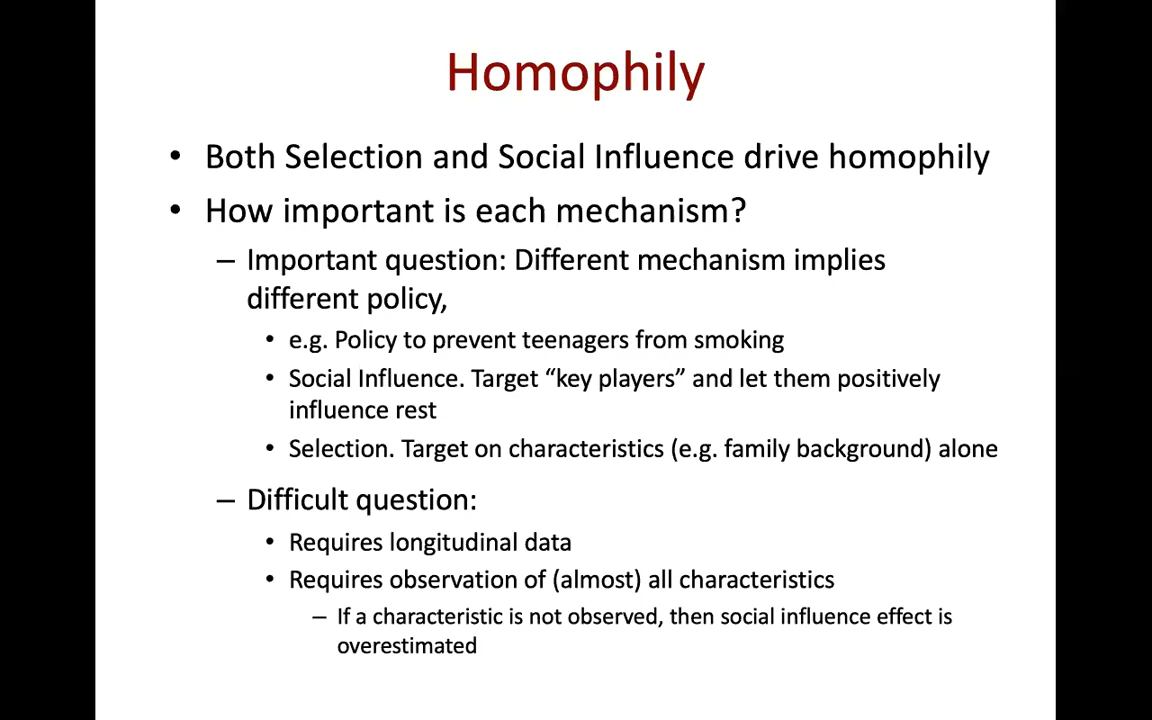 Homophily
• Both Selection and Social Influence drive homophily
• How important is each mechanism?
– Important question: Different mechanism implies
different policy,
• e.g. Policy to prevent teenagers from smoking
• Social Influence. Target “key players” and let them positively
influence rest
• Selection. Target on characteristics (e.g. family background) alone
– Difficult question:
• Requires longitudinal data
• Requires observation of (almost) all characteristics
– If a characteristic is not observed, then social influence effect is
overestimated